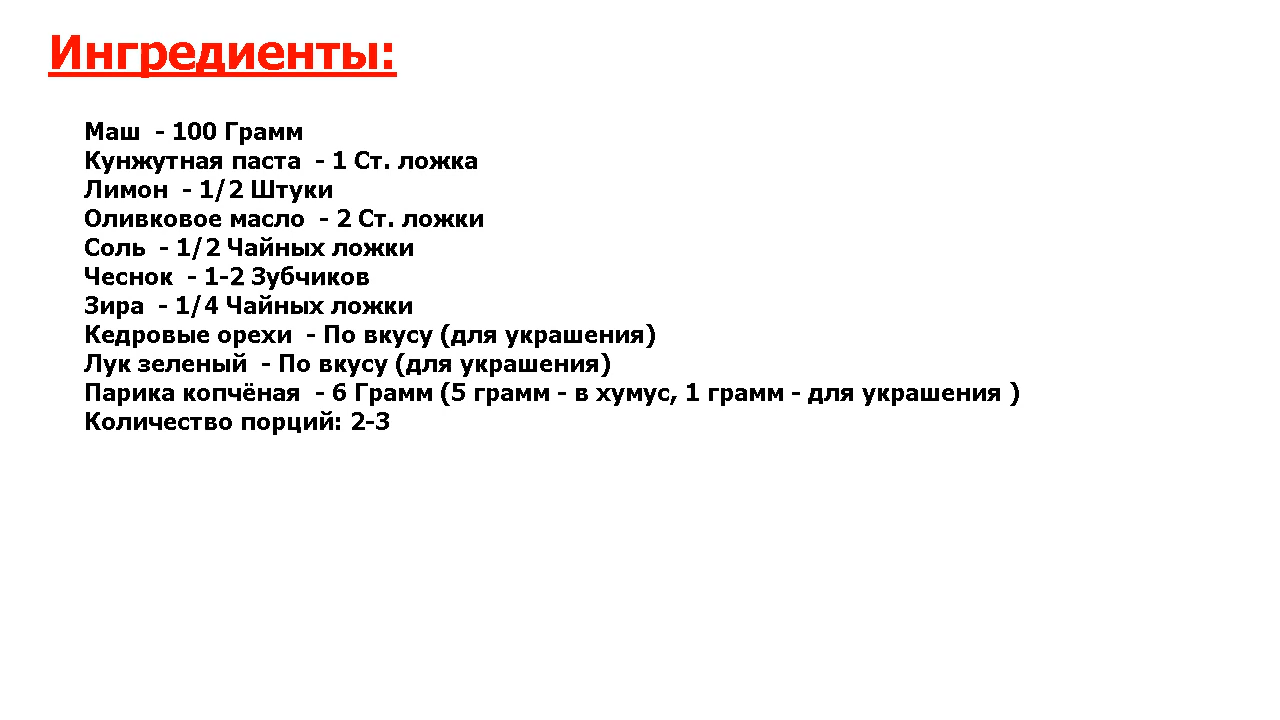 Ингредиенты:
Маш - 100 Грамм
Кунжутная паста - 1 Ст. ложка
Лимон - 1/2 Штуки
Оливковое масло - 2 Ст. ложки
Соль - 1/2 Чайных ложки
Чеснок - 1-2 Зубчиков
Зира - 1/4 Чайных ложки
Кедровые орехи - По вкусу (для украшения)
Лук зеленый - По вкусу (для украшения)
Парика копчёная - 6 Грамм (5 грамм - в хумус, 1 грамм - для украшения )
Количество порций: 2-3